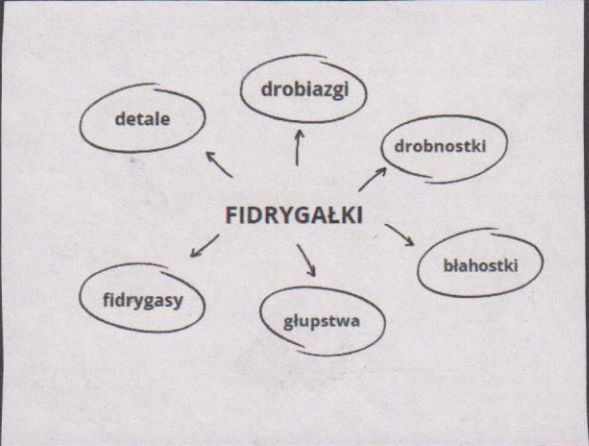 drobiazgi
detale
drobnostki
FIDRYGAŁKI
błahostki
fidrygasy
głupstwa